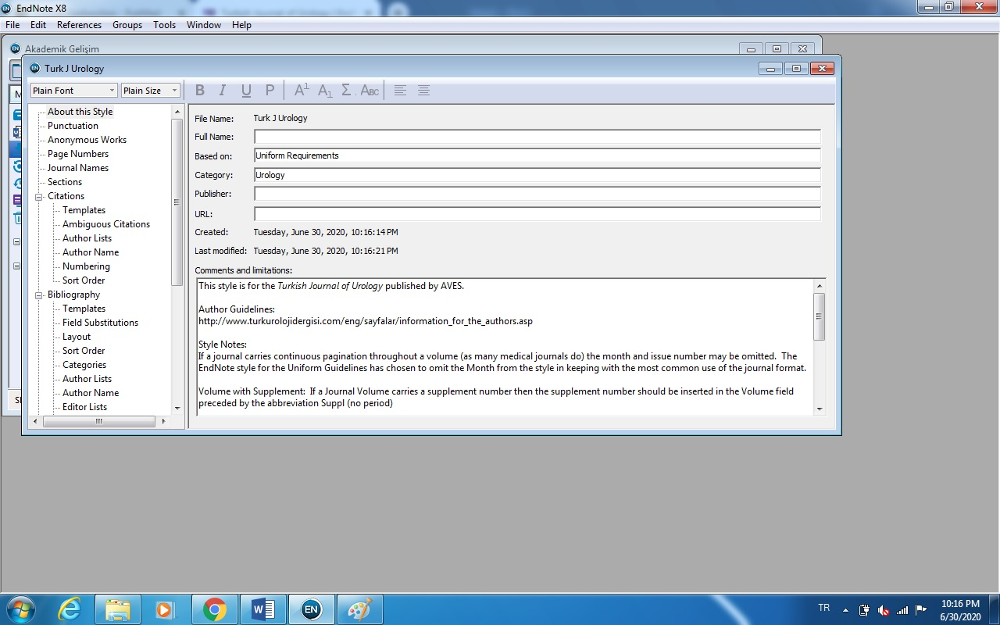 EndNote X8
File Edit References Groups Tools Window Help
Akademik Gelişim
Turk J Urology
Plain Font Plain Size B I U P A1 A1 Σ ABC
About this Style
Punctuation
Anonymous Works
Page Numbers
Journal Names
Sections
Citations
Templates
Ambiguous Citations
Author Lists
Author Name
Numbering
Sort Order
Bibliography
Templates
Field Substitutions
Layout
Sort Order
Categories
Author Lists
Author Name
Editor Lists
File Name: Turk J Urology
Full Name:
Based on: Uniform Requirements
Category: Urology
Publisher:
URL:
Created: Tuesday, June 30, 2020, 10:16:14 PM
Last modified: Tuesday, June 30, 2020, 10:16:21 PM
Comments and limitations:
This style is for the Turkish Journal of Urology published by AVES.
Author Guidelines:
http://www.turkurolojidergisi.com/eng/sayfalar/information_for_the_authors.asp
Style Notes:
If a journal carries continuous pagination throughout a volume (as many medical journals do) the month and issue number may be omitted. The
EndNote style for the Uniform Guidelines has chosen to omit the Month from the style in keeping with the most common use of the journal format.
Volume with Supplement: If a Journal Volume carries a supplement number then the supplement number should be inserted in the Volume field
preceded by the abbreviation Suppl (no period)
EN
TR
10:16 PM
6/30/2020